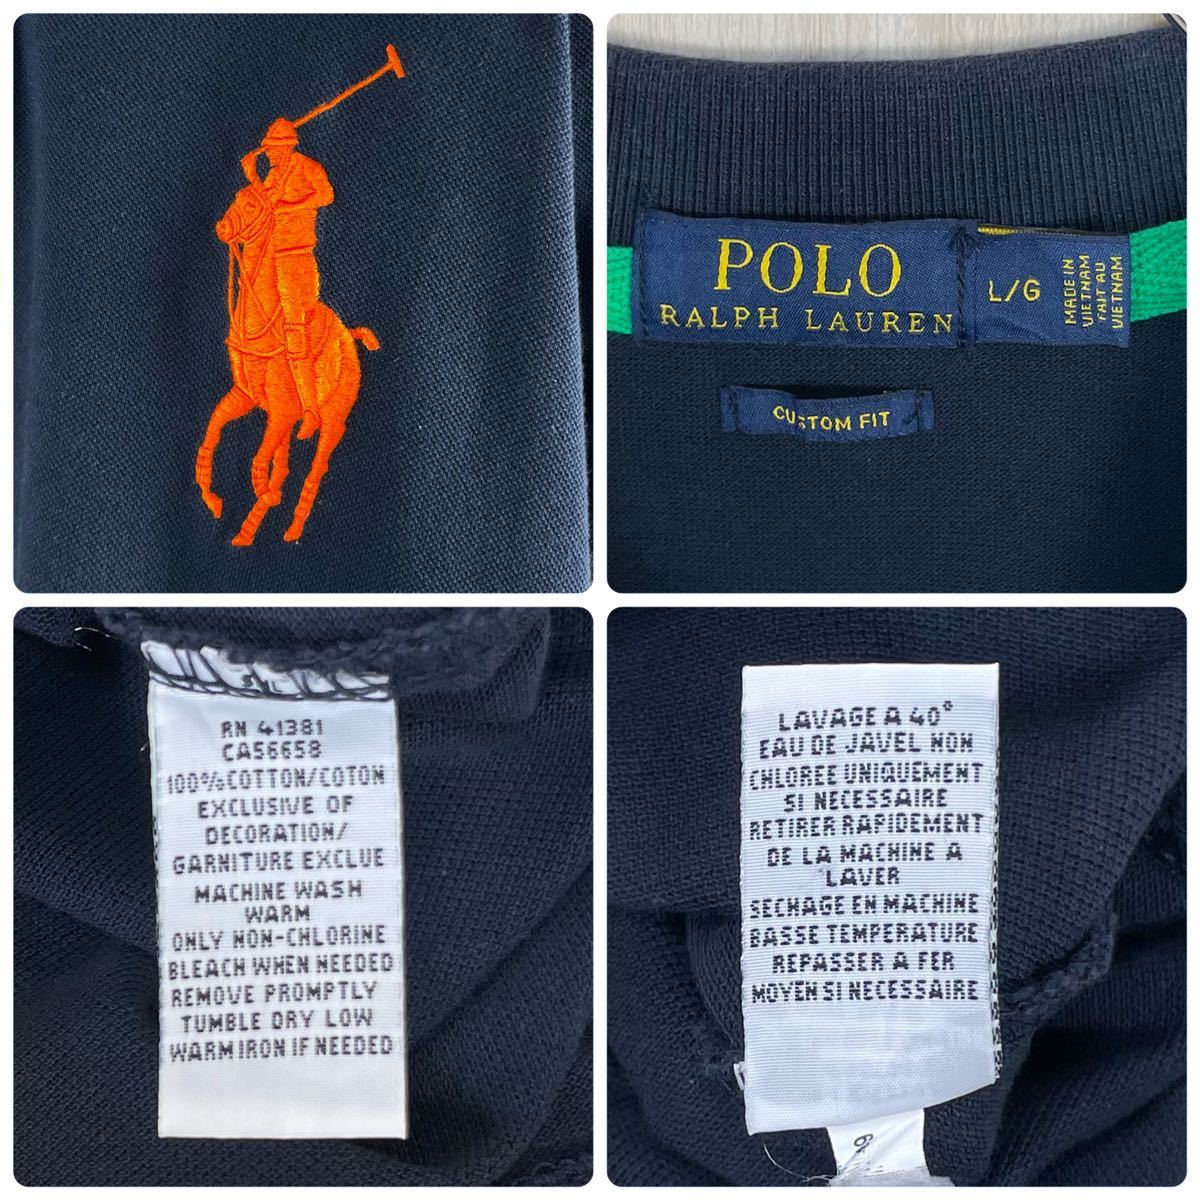 POLO
RALPH LAUREN
L/G
MADE IN
VIETNAM
FAIT AU
VIETNAM
CUSTOM FIT
RN 41381
CA56658
100%COTTON/COTON
EXCLUSIVE OF
DECORATION/
GARNITURE EXCLUE
MACHINE WASH
WARM
ONLY NON-CHLORINE
BLEACH WHEN NEEDED
REMOVE PROMPTLY
TUMBLE DRY LOW
WARM IRON IF NEEDED
LAVAGE A 40°
EAU DE JAVEL NON
CHLOREE UNIQUEMENT
SI NECESSAIRE
RETIRER RAPIDEMENT
DE LA MACHINE A
LAVER
SECHAGE EN MACHINE
BASSE TEMPERATURE
REPASSER A FER
MOYEN SI NECESSAIRE